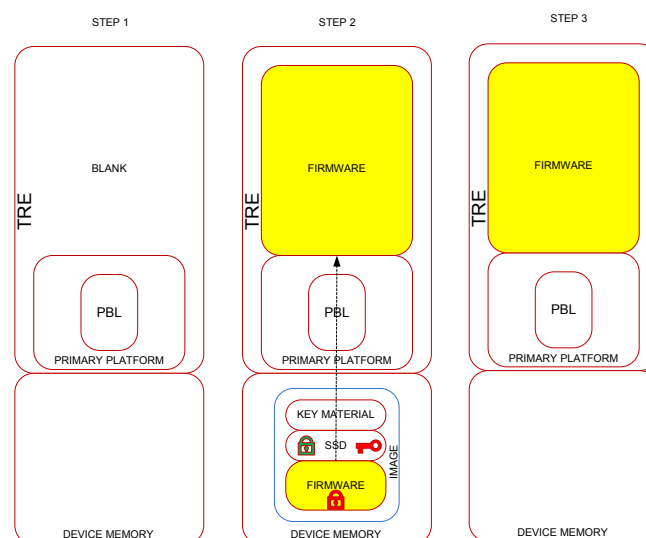 STEP 1
STEP 2
STEP 3
TRE
BLANK
PBL
PRIMARY PLATFORM
DEVICE MEMORY
TRE
FIRMWARE
PBL
PRIMARY PLATFORM
KEY MATERIAL
SSD
FIRMWARE
IMAGE
DEVICE MEMORY
TRE
FIRMWARE
PBL
PRIMARY PLATFORM
DEVICE MEMORY